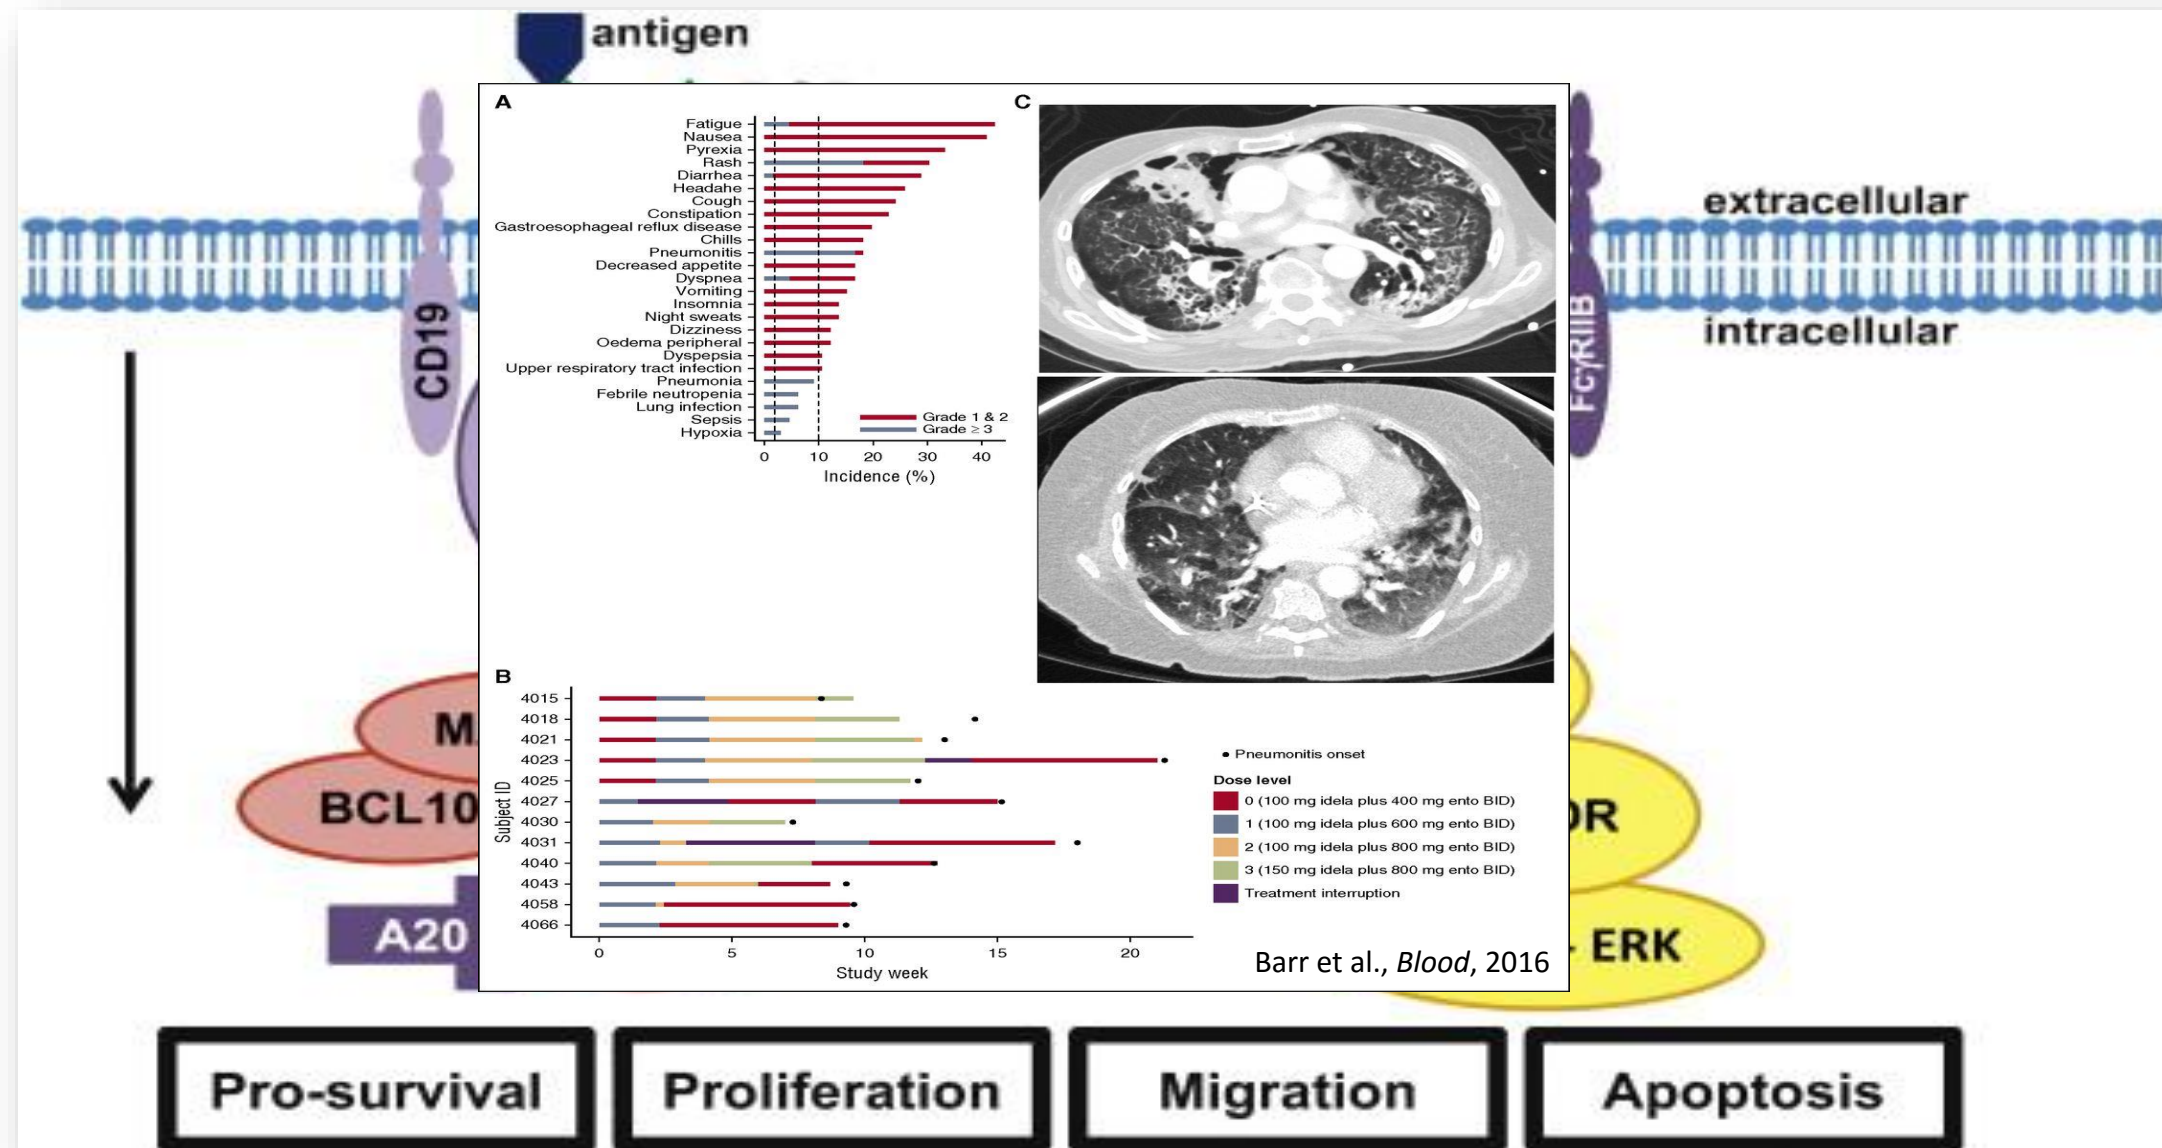 antigen
extracellular
intracellular
CD19
FcγRIIB
BCL10
A20
ERK
A
Fatigue
Nausea
Pyrexia
Rash
Diarrhea
Headahe
Cough
Constipation
Gastroesophageal reflux disease
Chills
Pneumonitis
Decreased appetite
Dyspnea
Vomiting
Insomnia
Night sweats
Dizziness
Oedema peripheral
Dyspepsia
Upper respiratory tract infection
Pneumonia
Febrile neutropenia
Lung infection
Sepsis
Hypoxia
Grade 1 & 2
Grade ≥ 3
0 10 20 30 40
Incidence (%)
C
B
Subject ID
4015
4018
4021
4023
4025
4027
4030
4031
4040
4043
4058
4066
0 5 10 15 20
Study week
Pneumonitis onset
Dose level
0 (100 mg idela plus 400 mg ento BID)
1 (100 mg idela plus 600 mg ento BID)
2 (100 mg idela plus 800 mg ento BID)
3 (150 mg idela plus 800 mg ento BID)
Treatment interruption
Barr et al., Blood, 2016
Pro-survival
Proliferation
Migration
Apoptosis